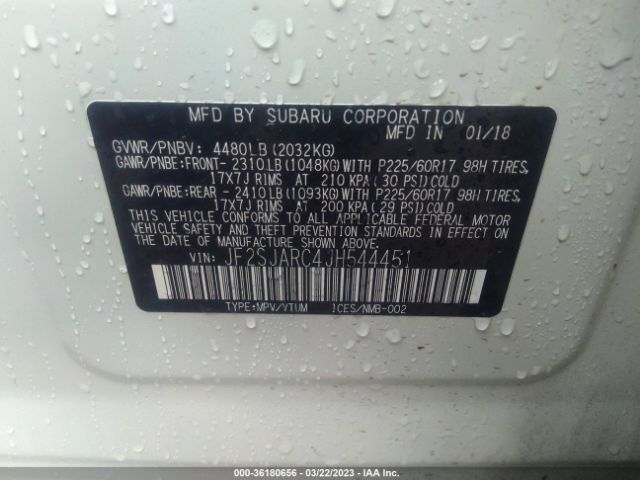 MFD BY SUBARU CORPORATION
MFD IN 01/18
GVWR/PNBV: 4480LB(2032KG)
GAWR/PNBE:FRONT- 2310LB(1048KG)WITH P225/60R17 98H TIRES,
17X7J RIMS AT 210 KPA(30 PSI)COLD
GAWR/PNBE:REAR - 2410LB(1093KG)WITH P225/60R17 98H TIRES,
17X7J RIMS AT 200 KPA(29 PSI)COLD
THIS VEHICLE CONFORMS TO ALL APPLICABLE FEDERAL MOTOR
VEHICLE SAFETY AND THEFT PREVENTION STANDARDS IN EFFECT
ON THE DATE OF MANUFACTURE SHOWN ABOVE.
VIN: JF2SJARC4JH544451
TYPE:MPV/VTUM ICES/NMB-002
000-36180656 - 03/22/2023 - IAA Inc.